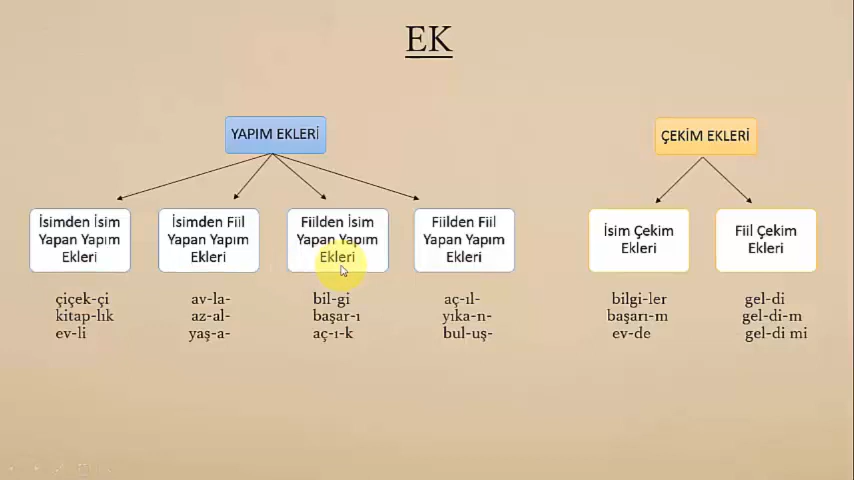 EK
YAPIM EKLERİ
İsimden İsim
Yapan Yapım
Ekleri
çiçek-çi
kitap-lık
ev-li
İsimden Fiil
Yapan Yapım
Ekleri
av-la-
az-al-
yaş-a-
Fiilden İsim
Yapan Yapım
Ekleri
bil-gi
başar-ı
aç-ı-k
Fiilden Fiil
Yapan Yapım
Ekleri
aç-ıl-
yıka-n-
bul-uş-
ÇEKİM EKLERİ
İsim Çekim
Ekleri
bilgi-ler
başarı-m
ev-de
Fiil Çekim
Ekleri
gel-di
gel-di-m
gel-di mi